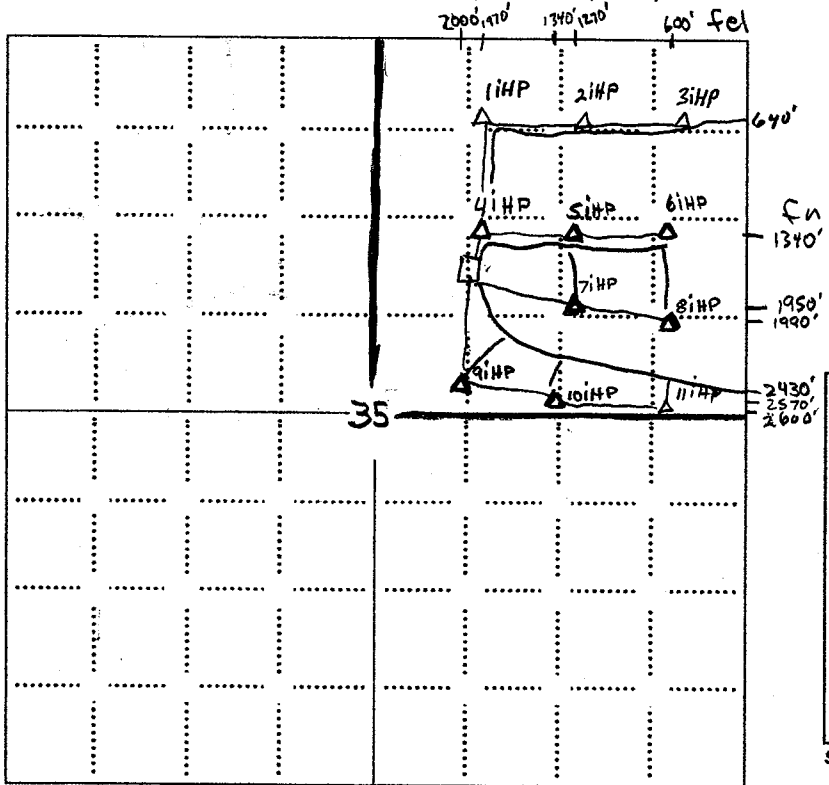 2000' 1970' 1340' 1270' 600' fel
1iHP 2iHP 3iHP
640'
4iHP 5iHP 6iHP
fn
1340'
7iHP
8iHP
1950'
1990'
9iHP 10iHP 11iHP
2430'
2570'
2600'
35